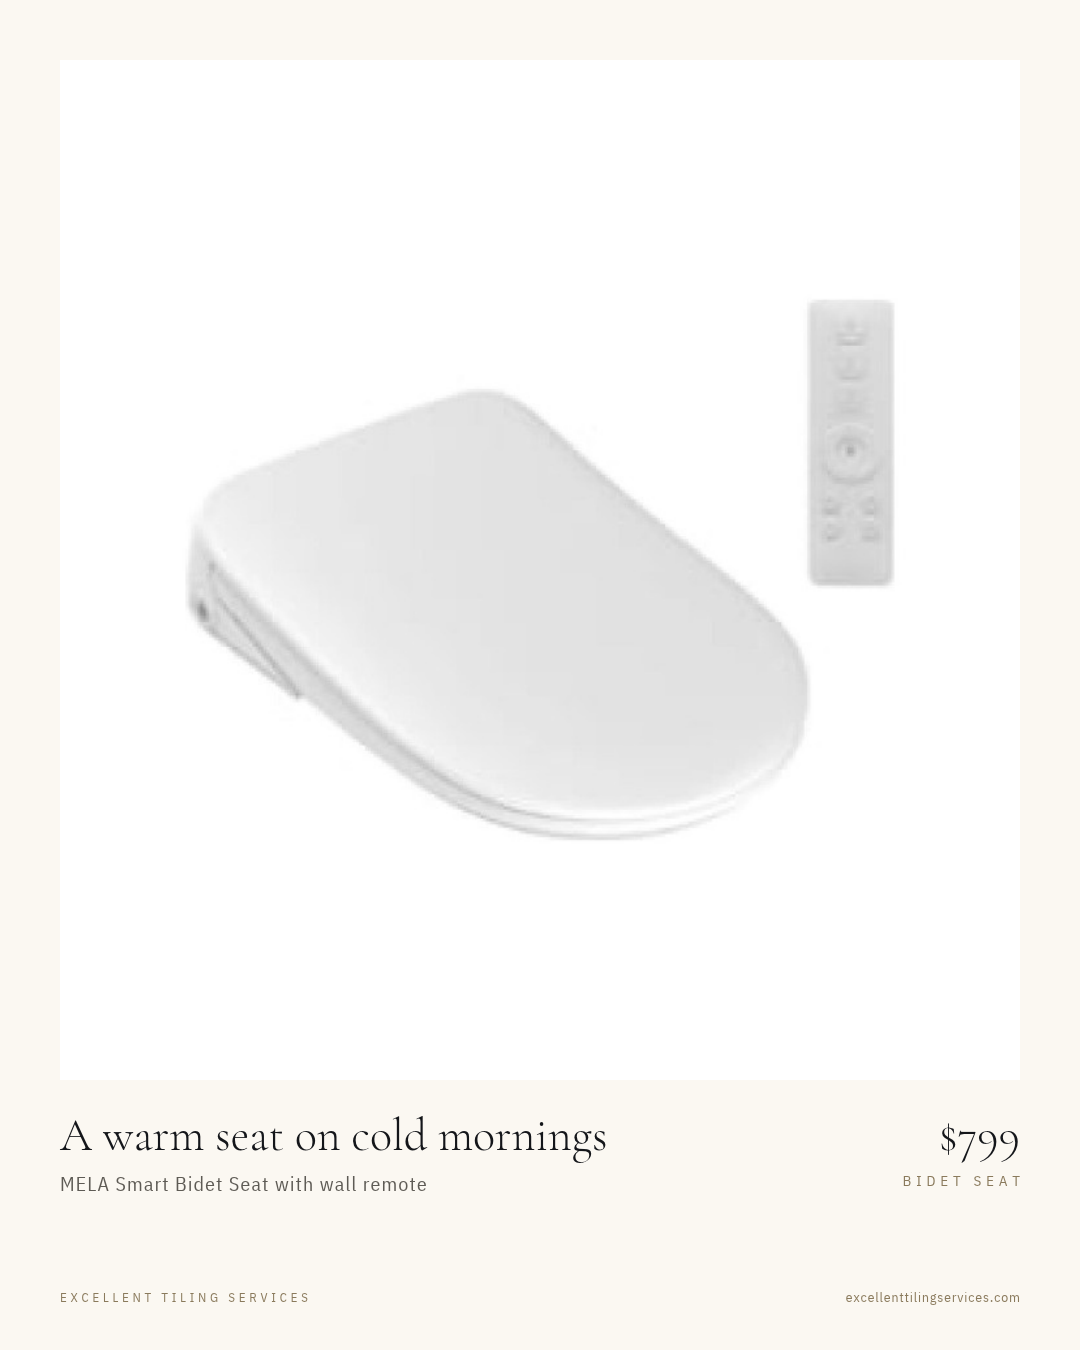 A warm seat on cold mornings
$799
MELA Smart Bidet Seat with wall remote
BIDET SEAT
EXCELLENT TILING SERVICES
excellenttilingservices.com